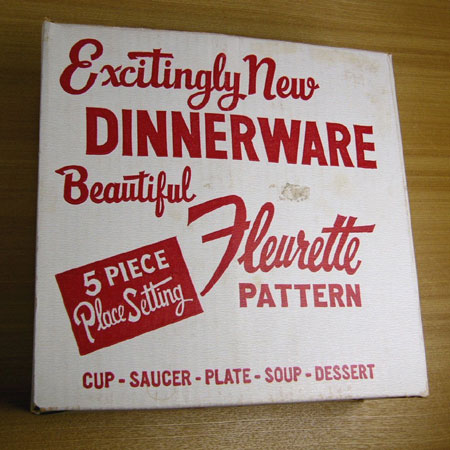 Excitingly New
DINNERWARE
Beautiful
Fleurette
PATTERN
5 PIECE
Place Setting
CUP - SAUCER - PLATE - SOUP - DESSERT